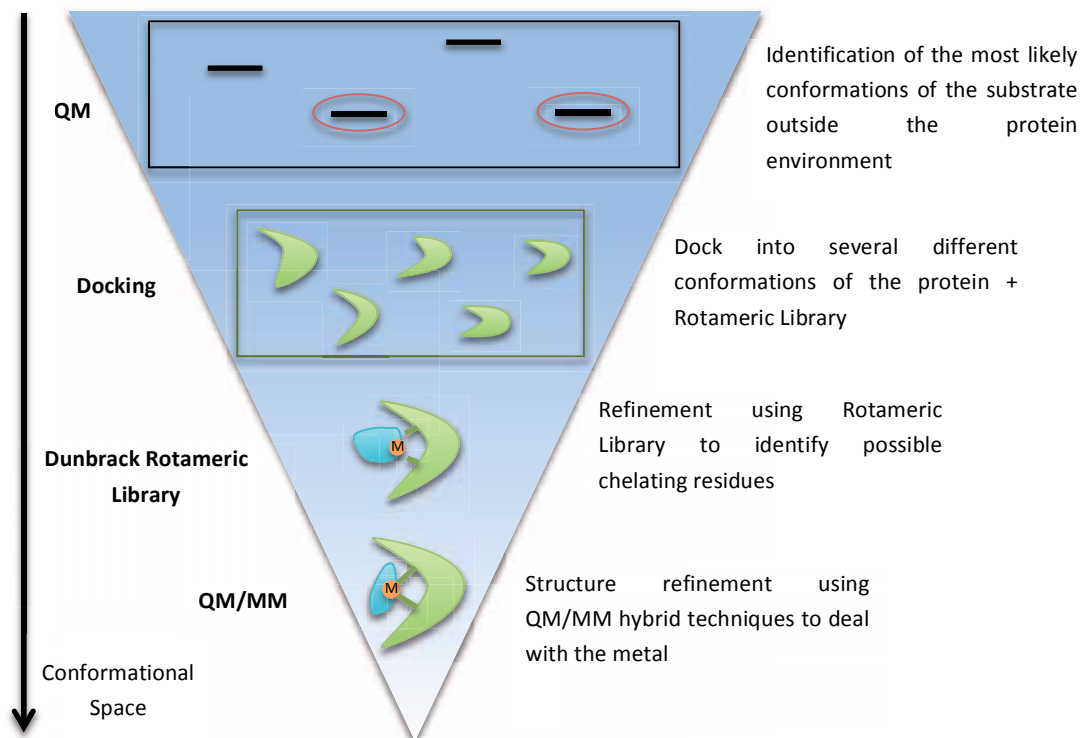 QM
Identification of the most likely
conformations of the substrate
outside the protein
environment
Docking
Dock into several different
conformations of the protein +
Rotameric Library
Dunbrack Rotameric
Library
M
Refinement using Rotameric
Library to identify possible
chelating residues
QM/MM
M
Structure refinement using
QM/MM hybrid techniques to deal
with the metal
Conformational
Space